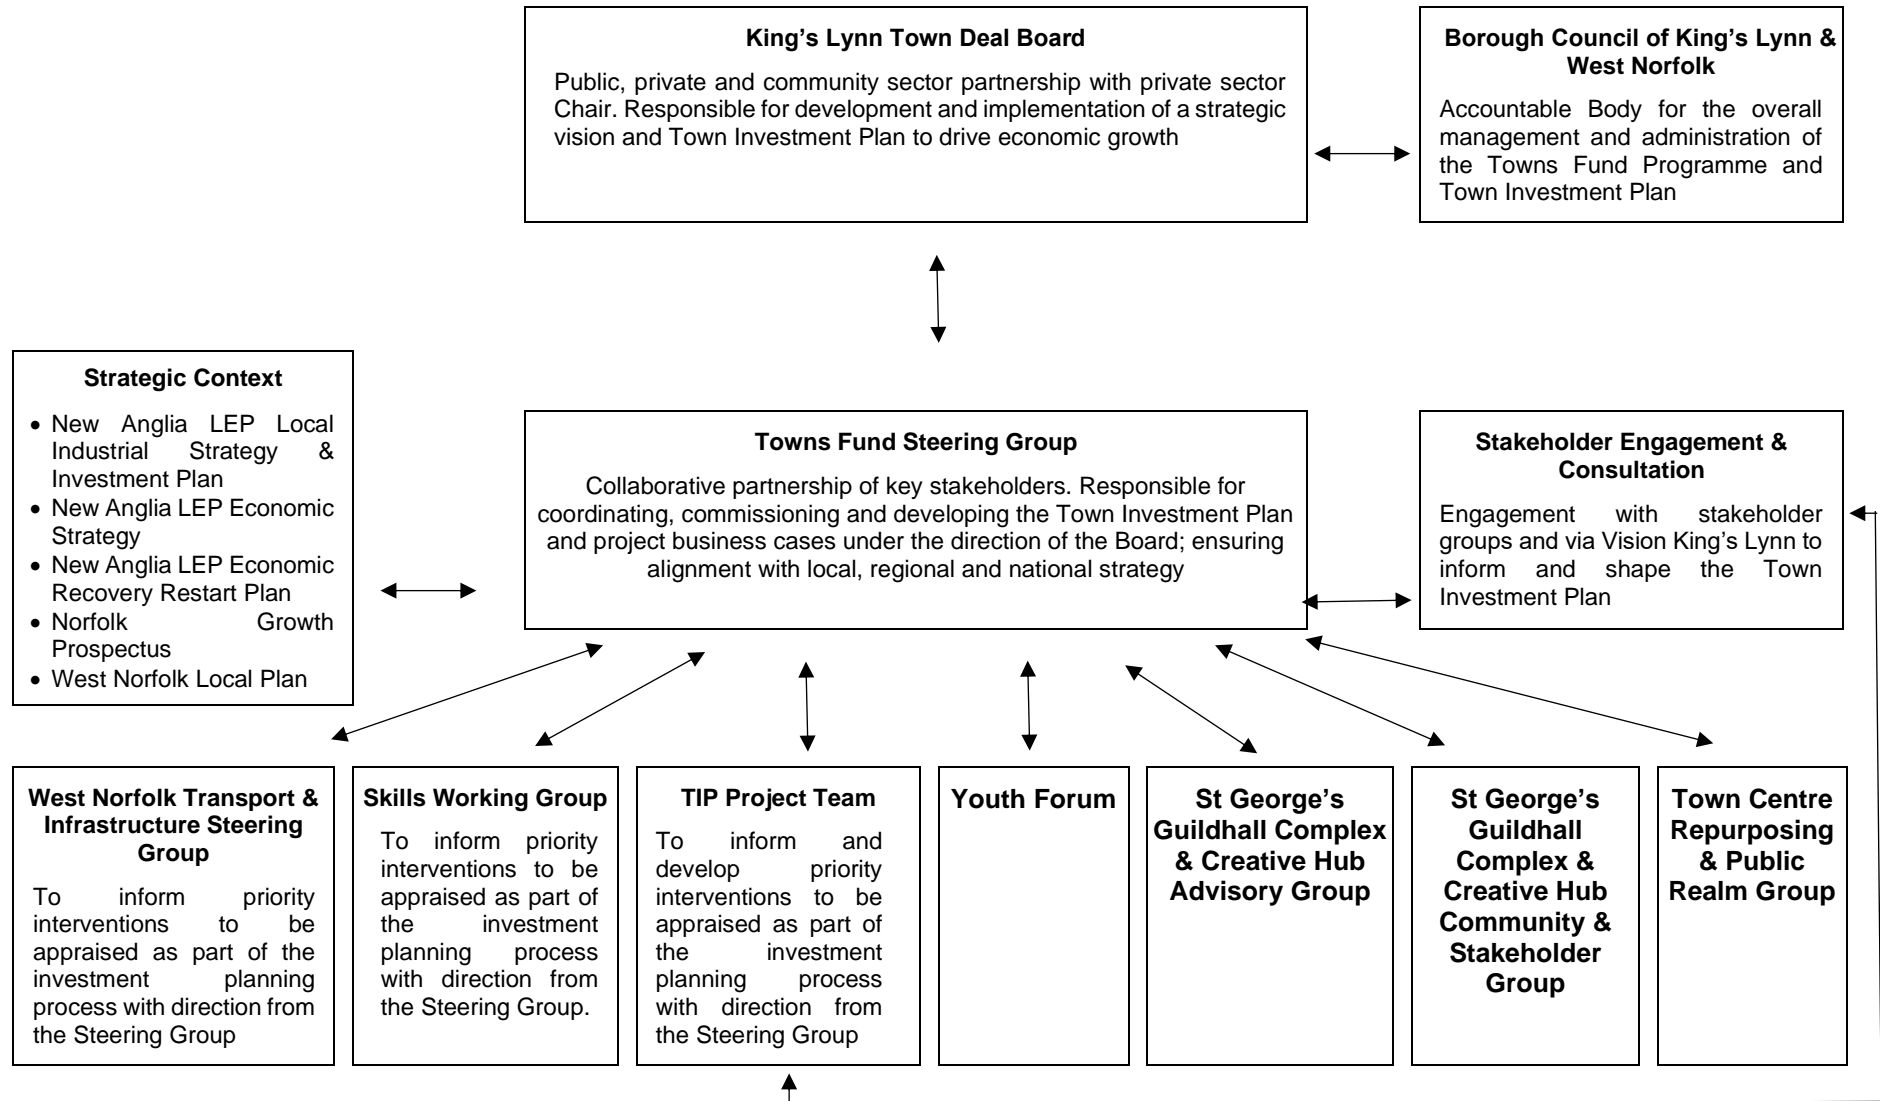 King’s Lynn Town Deal Board
Public, private and community sector partnership with private sector
Chair. Responsible for development and implementation of a strategic
vision and Town Investment Plan to drive economic growth
Borough Council of King’s Lynn &
West Norfolk
Accountable Body for the overall
management and administration of
the Towns Fund Programme and
Town Investment Plan
Strategic Context
• New Anglia LEP Local
Industrial Strategy &
Investment Plan
• New Anglia LEP Economic
Strategy
• New Anglia LEP Economic
Recovery Restart Plan
• Norfolk Growth
Prospectus
• West Norfolk Local Plan
Towns Fund Steering Group
Collaborative partnership of key stakeholders. Responsible for
coordinating, commissioning and developing the Town Investment Plan
and project business cases under the direction of the Board; ensuring
alignment with local, regional and national strategy
Stakeholder Engagement &
Consultation
Engagement with stakeholder
groups and via Vision King’s Lynn to
inform and shape the Town
Investment Plan
West Norfolk Transport &
Infrastructure Steering
Group
To inform priority
interventions to be
appraised as part of the
investment planning
process with direction from
the Steering Group
Skills Working Group
To inform priority
interventions to be
appraised as part of
the investment
planning process
with direction from
the Steering Group.
TIP Project Team
To inform and
develop priority
interventions to be
appraised as part of
the investment
planning process
with direction from
the Steering Group
Youth Forum
St George’s
Guildhall Complex
& Creative Hub
Advisory Group
St George’s
Guildhall
Complex &
Creative Hub
Community &
Stakeholder
Group
Town Centre
Repurposing
& Public
Realm Group